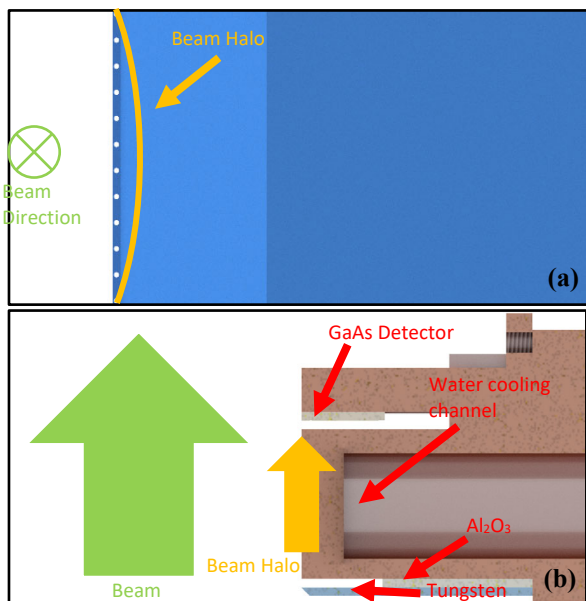 Beam Halo
Beam
Direction
(a)
GaAs Detector
Water cooling
channel
Al₂O₃
Beam Halo
(b)
Beam
Tungsten